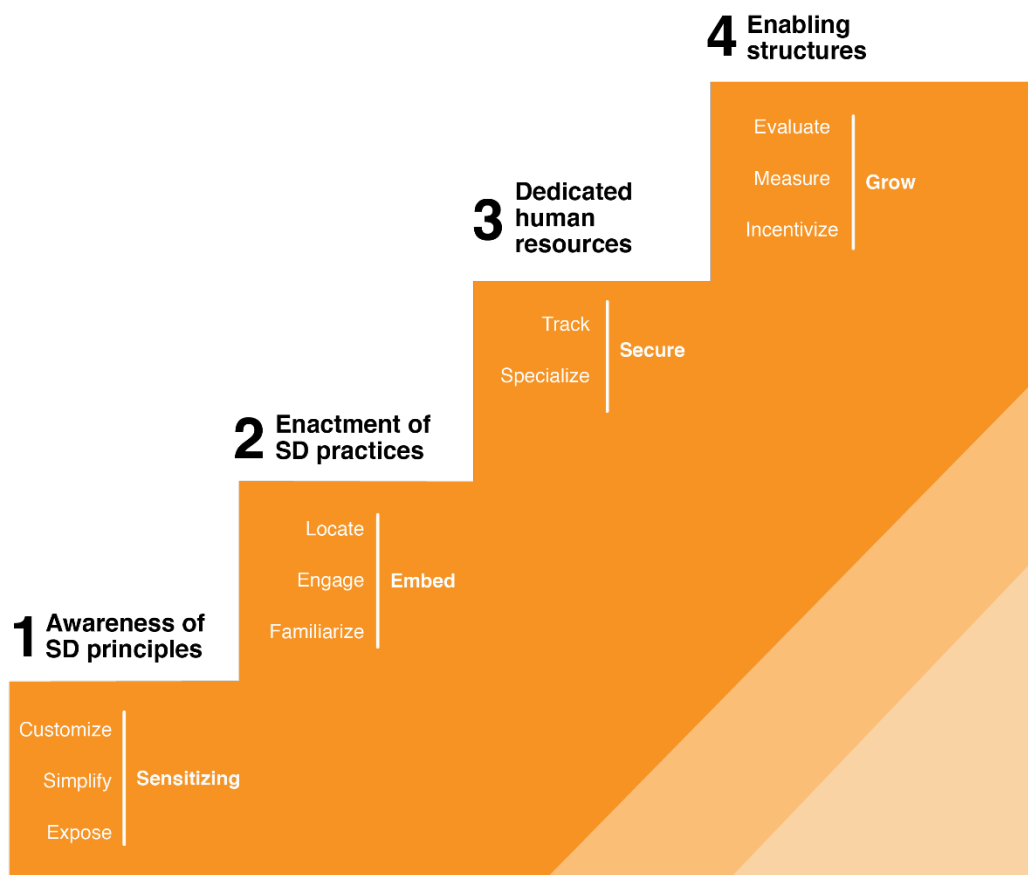 4 Enabling
structures
Evaluate
Measure
Grow
Incentivize
3 Dedicated
human
resources
Track
Secure
Specialize
2 Enactment of
SD practices
Locate
Engage
Embed
Familiarize
1 Awareness of
SD principles
Customize
Simplify
Sensitizing
Expose